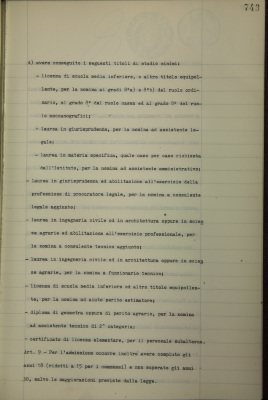 743
d) avere conseguito i seguenti titoli di studio minimi:
- licenza di scuola media inferiore, o altro titolo equipol-
lente, per la nomina ai gradi 8°a) e 8°b) del ruolo ordi-
nario, al grado 8° del ruolo unico ed al grado 8° del ruo-
lo meccanografici;
- laurea in giurisprudenza, per la nomina ad assistente le-
gale;
- laurea in materia specifica, quale caso per caso richiesta
dall'Istituto, per la nomina ad assistente amministrativo;
- laurea in giurisprudenza ed abilitazione all'esercizio della
professione di procuratore legale, per la nomina a consulente
legale aggiunto;
- laurea in ingegneria civile od in architettura oppure in scien
ze agrarie ed abilitazione all'esercizio professionale, per
la nomina a consulente tecnico aggiunto;
- laurea in ingegneria civile od in architettura oppure in scien
ze agrarie, per la nomina a funzionario tecnico;
- licenza di scuola media inferiore od altro titolo equipollen-
te, per la nomina ad aiuto perito estimatore;
- diploma di geometra oppure di perito agrario, per la nomina
ad assistente tecnico di 2° categoria;
- certificato di licenza elementare, per il personale subalterno.
Art. 9 - Per l'ammissione occorre inoltre avere compiuto gli
anni 18 (ridotti a 15 per i commessi) e non superato gli anni
30, salvo le maggiorazioni previste dalla legge.